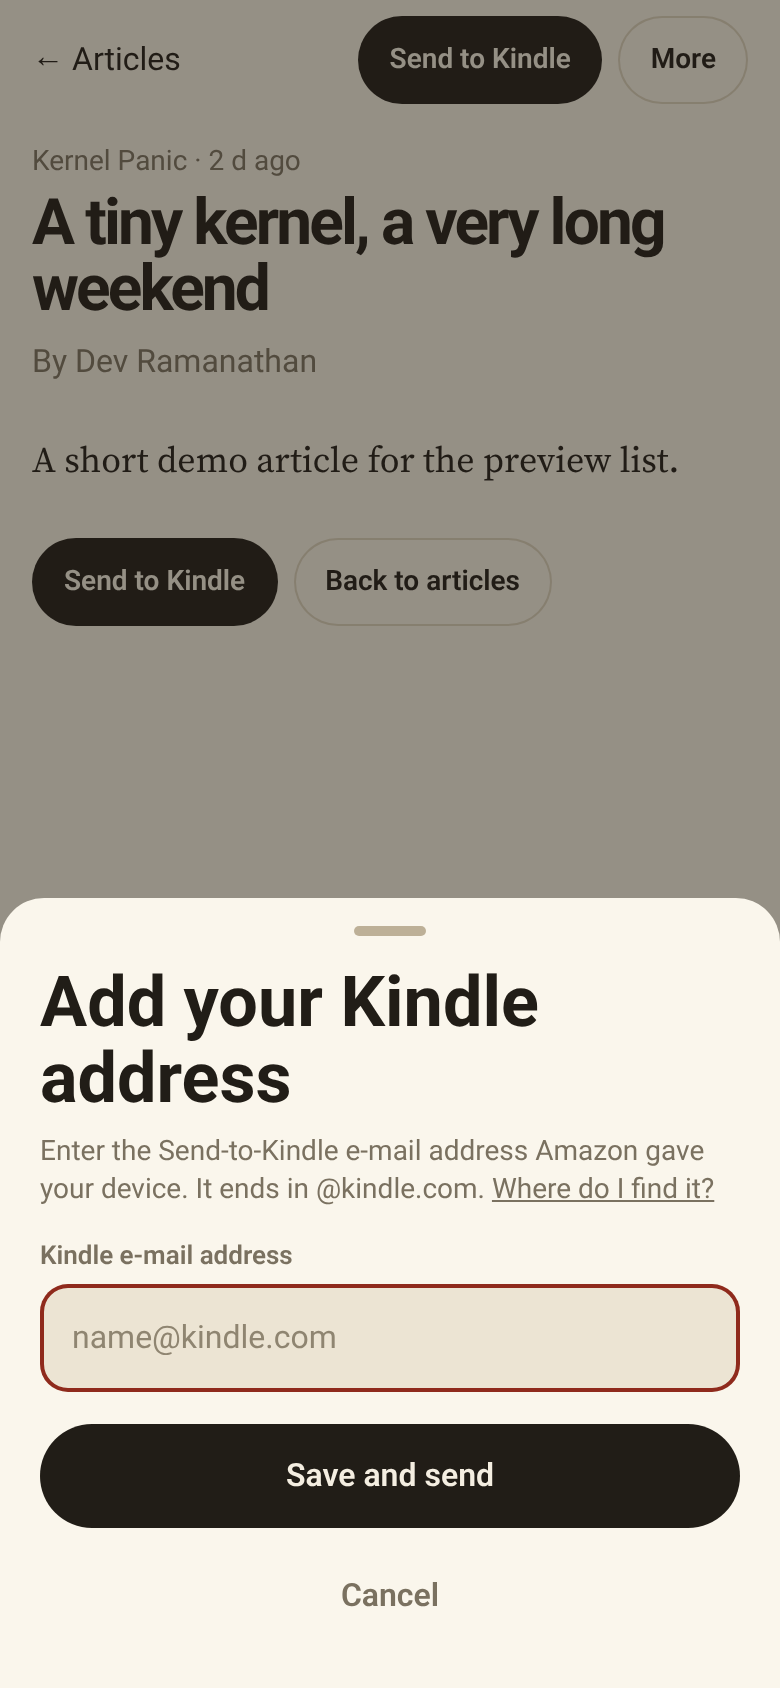 ← Articles
Send to Kindle
More
Kernel Panic · 2 d ago
A tiny kernel, a very long
weekend
By Dev Ramanathan
A short demo article for the preview list.
Send to Kindle
Back to articles
Add your Kindle
address
Enter the Send-to-Kindle e-mail address Amazon gave
your device. It ends in @kindle.com. Where do I find it?
Kindle e-mail address
name@kindle.com
Save and send
Cancel